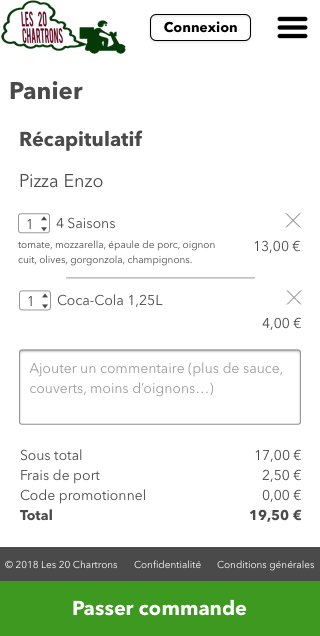 LES 20
CHARTRONS
Connexion
Panier
Récapitulatif
Pizza Enzo
1 4 Saisons
tomate, mozzarella, épaule de porc, oignon
cuit, olives, gorgonzola, champignons.
13,00 €
1 Coca-Cola 1,25L
4,00 €
Ajouter un commentaire (plus de sauce,
couverts, moins d’oignons…)
Sous total 17,00 €
Frais de port 2,50 €
Code promotionnel 0,00 €
Total 19,50 €
© 2018 Les 20 Chartrons Confidentialité Conditions générales
Passer commande